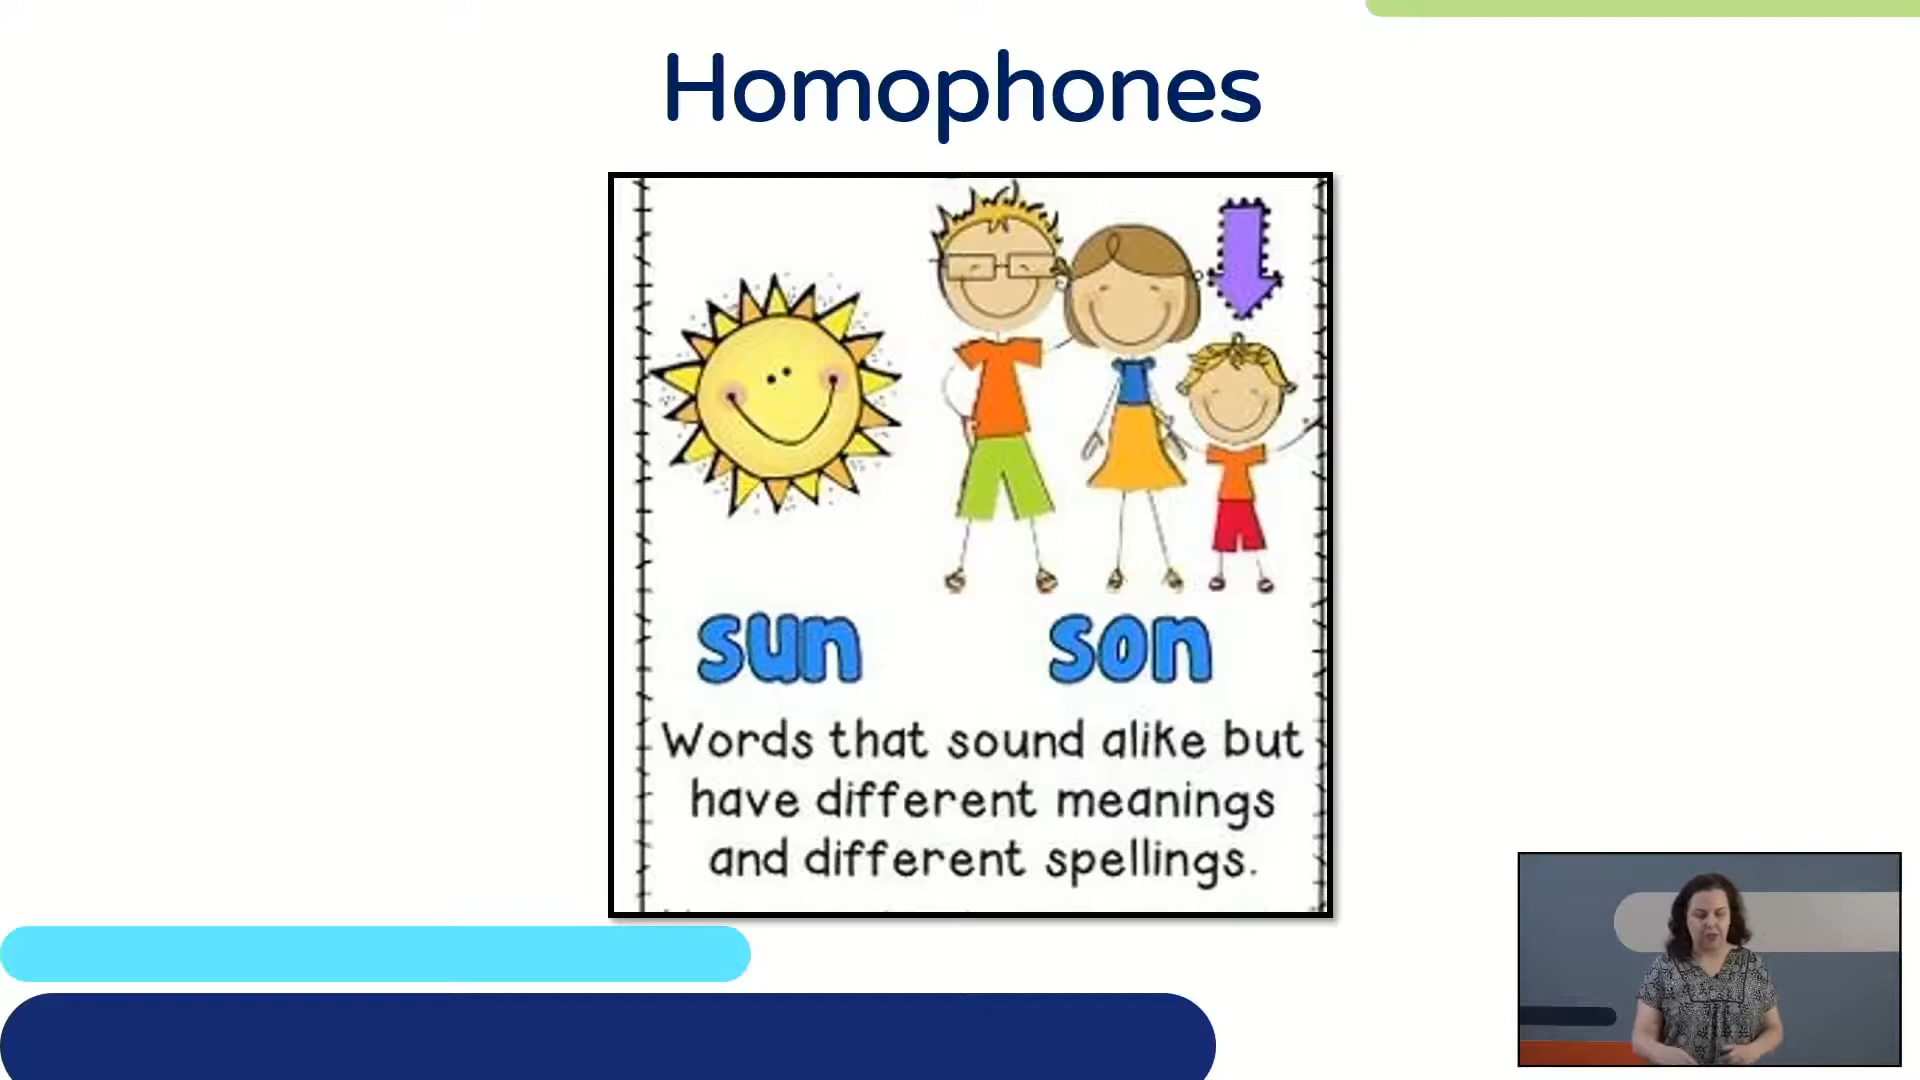 Homophones
sun son
Words that sound alike but
have different meanings
and different spellings.